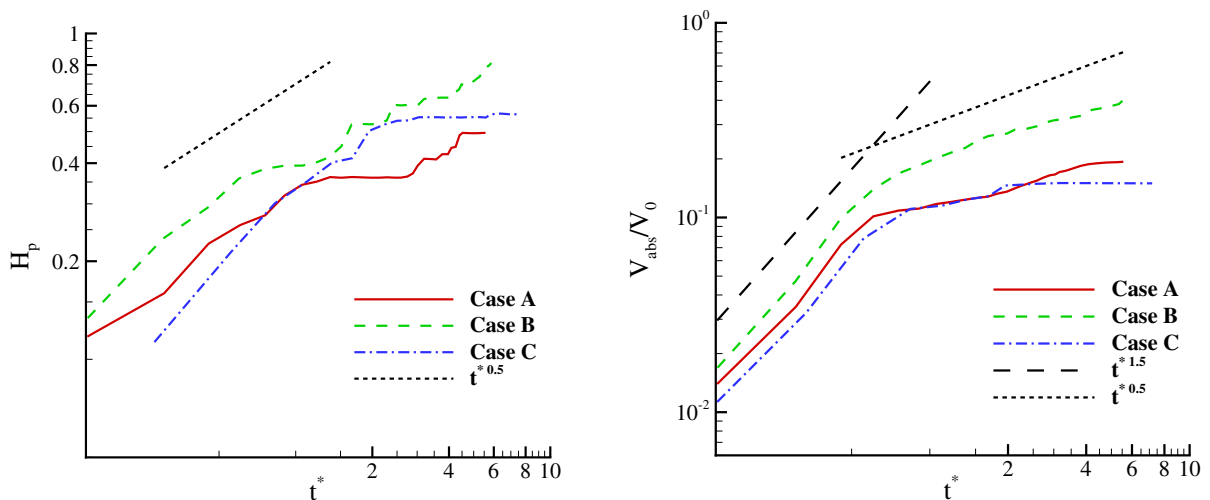 1
0.8
0.6
0.4
0.2
H_p
2 4 6 8 10
t^*
Case A
Case B
Case C
t^{* 0.5}
10^0
10^{-1}
10^{-2}
V_{abs}/V_0
2 4 6 8 10
t^*
Case A
Case B
Case C
t^{* 1.5}
t^{* 0.5}